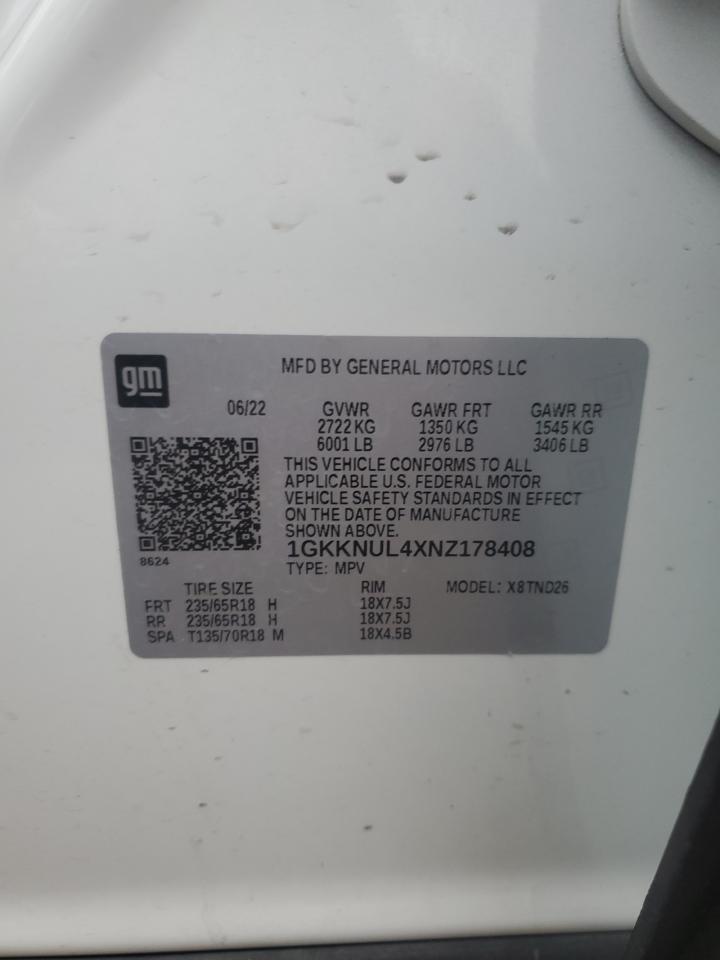 gm
MFD BY GENERAL MOTORS LLC
06/22 GVWR GAWR FRT GAWR RR
2722 KG 1350 KG 1545 KG
6001 LB 2976 LB 3406 LB
THIS VEHICLE CONFORMS TO ALL
APPLICABLE U.S. FEDERAL MOTOR
VEHICLE SAFETY STANDARDS IN EFFECT
ON THE DATE OF MANUFACTURE
SHOWN ABOVE.
1GKKNUL4XNZ178408
8624
TYPE: MPV
TIRE SIZE RIM MODEL: X8TND26
FRT 235/65R18 H 18X7.5J
RR 235/65R18 H 18X7.5J
SPA T135/70R18 M 18X4.5B